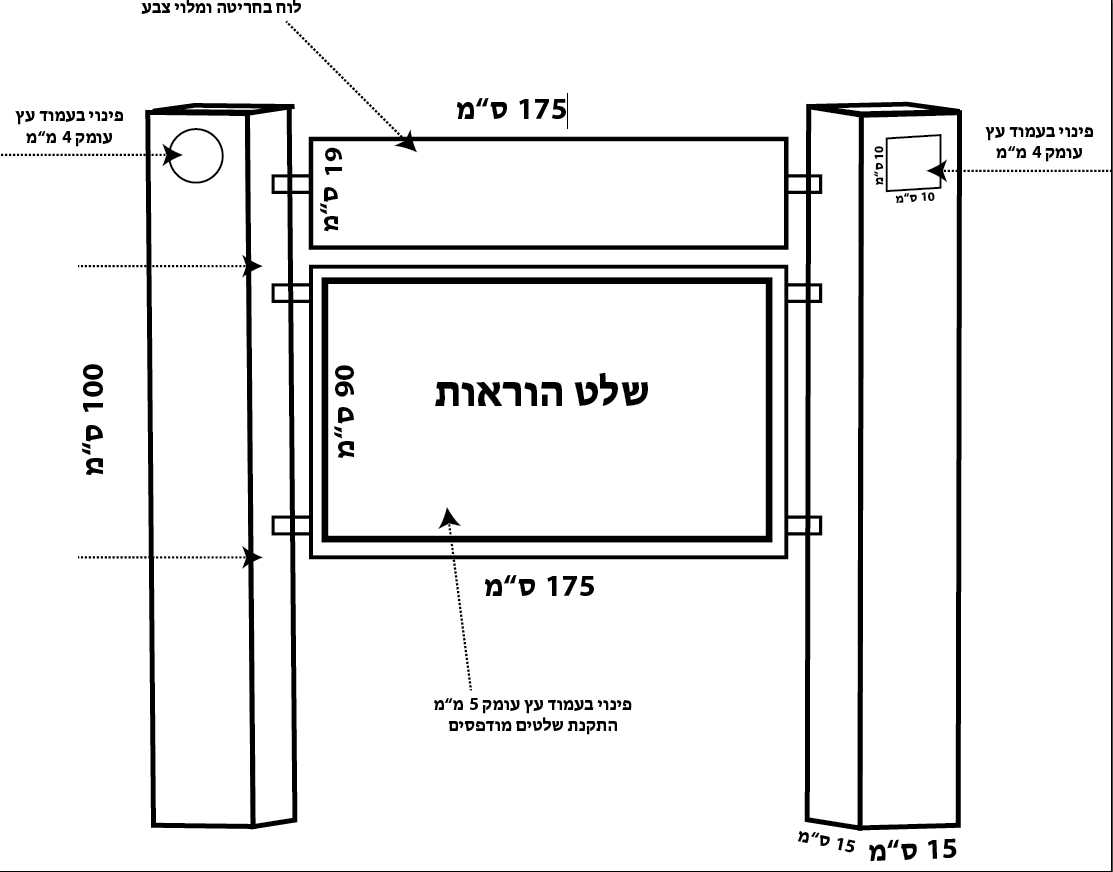 לוח בחריטה ומלוי צבע
175 ס״מ
פינוי בעמוד עץ
עומק 4 מ״מ
פינוי בעמוד עץ
עומק 4 מ״מ
19 ס״מ
10 ס״מ
10 ס״מ
100 ס״מ
90 ס״מ
שלט הוראות
175 ס״מ
פינוי בעמוד עץ עומק 5 מ״מ
התקנת שלטים מודפסים
15 ס״מ
15 ס״מ